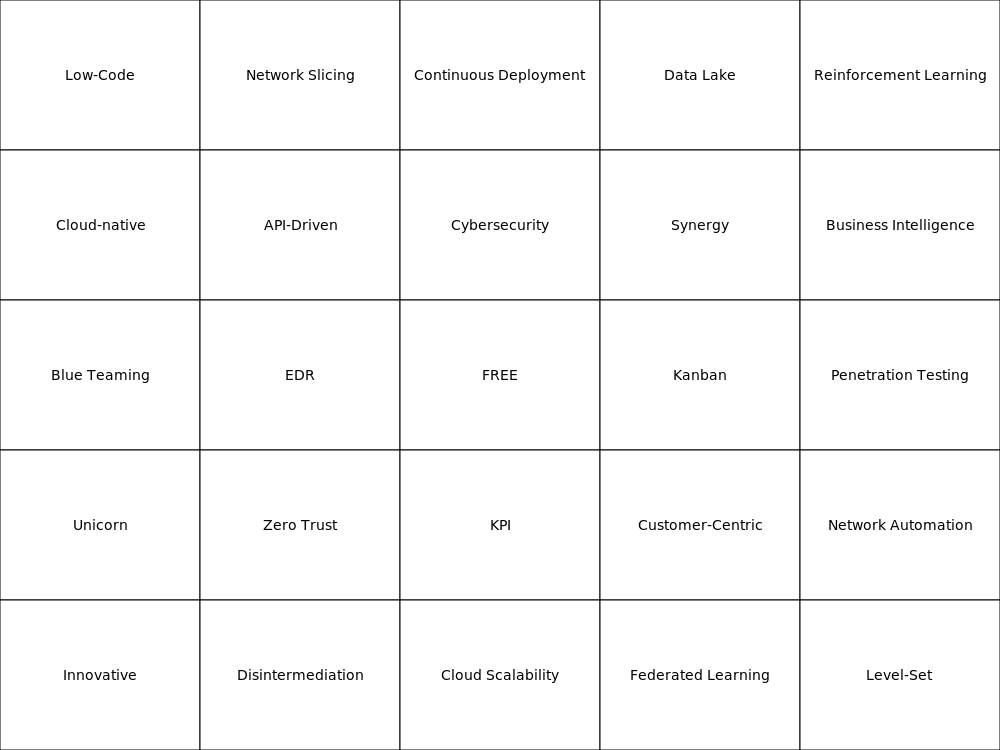 Low-Code
Network Slicing
Continuous Deployment
Data Lake
Reinforcement Learning
Cloud-native
API-Driven
Cybersecurity
Synergy
Business Intelligence
Blue Teaming
EDR
FREE
Kanban
Penetration Testing
Unicorn
Zero Trust
KPI
Customer-Centric
Network Automation
Innovative
Disintermediation
Cloud Scalability
Federated Learning
Level-Set